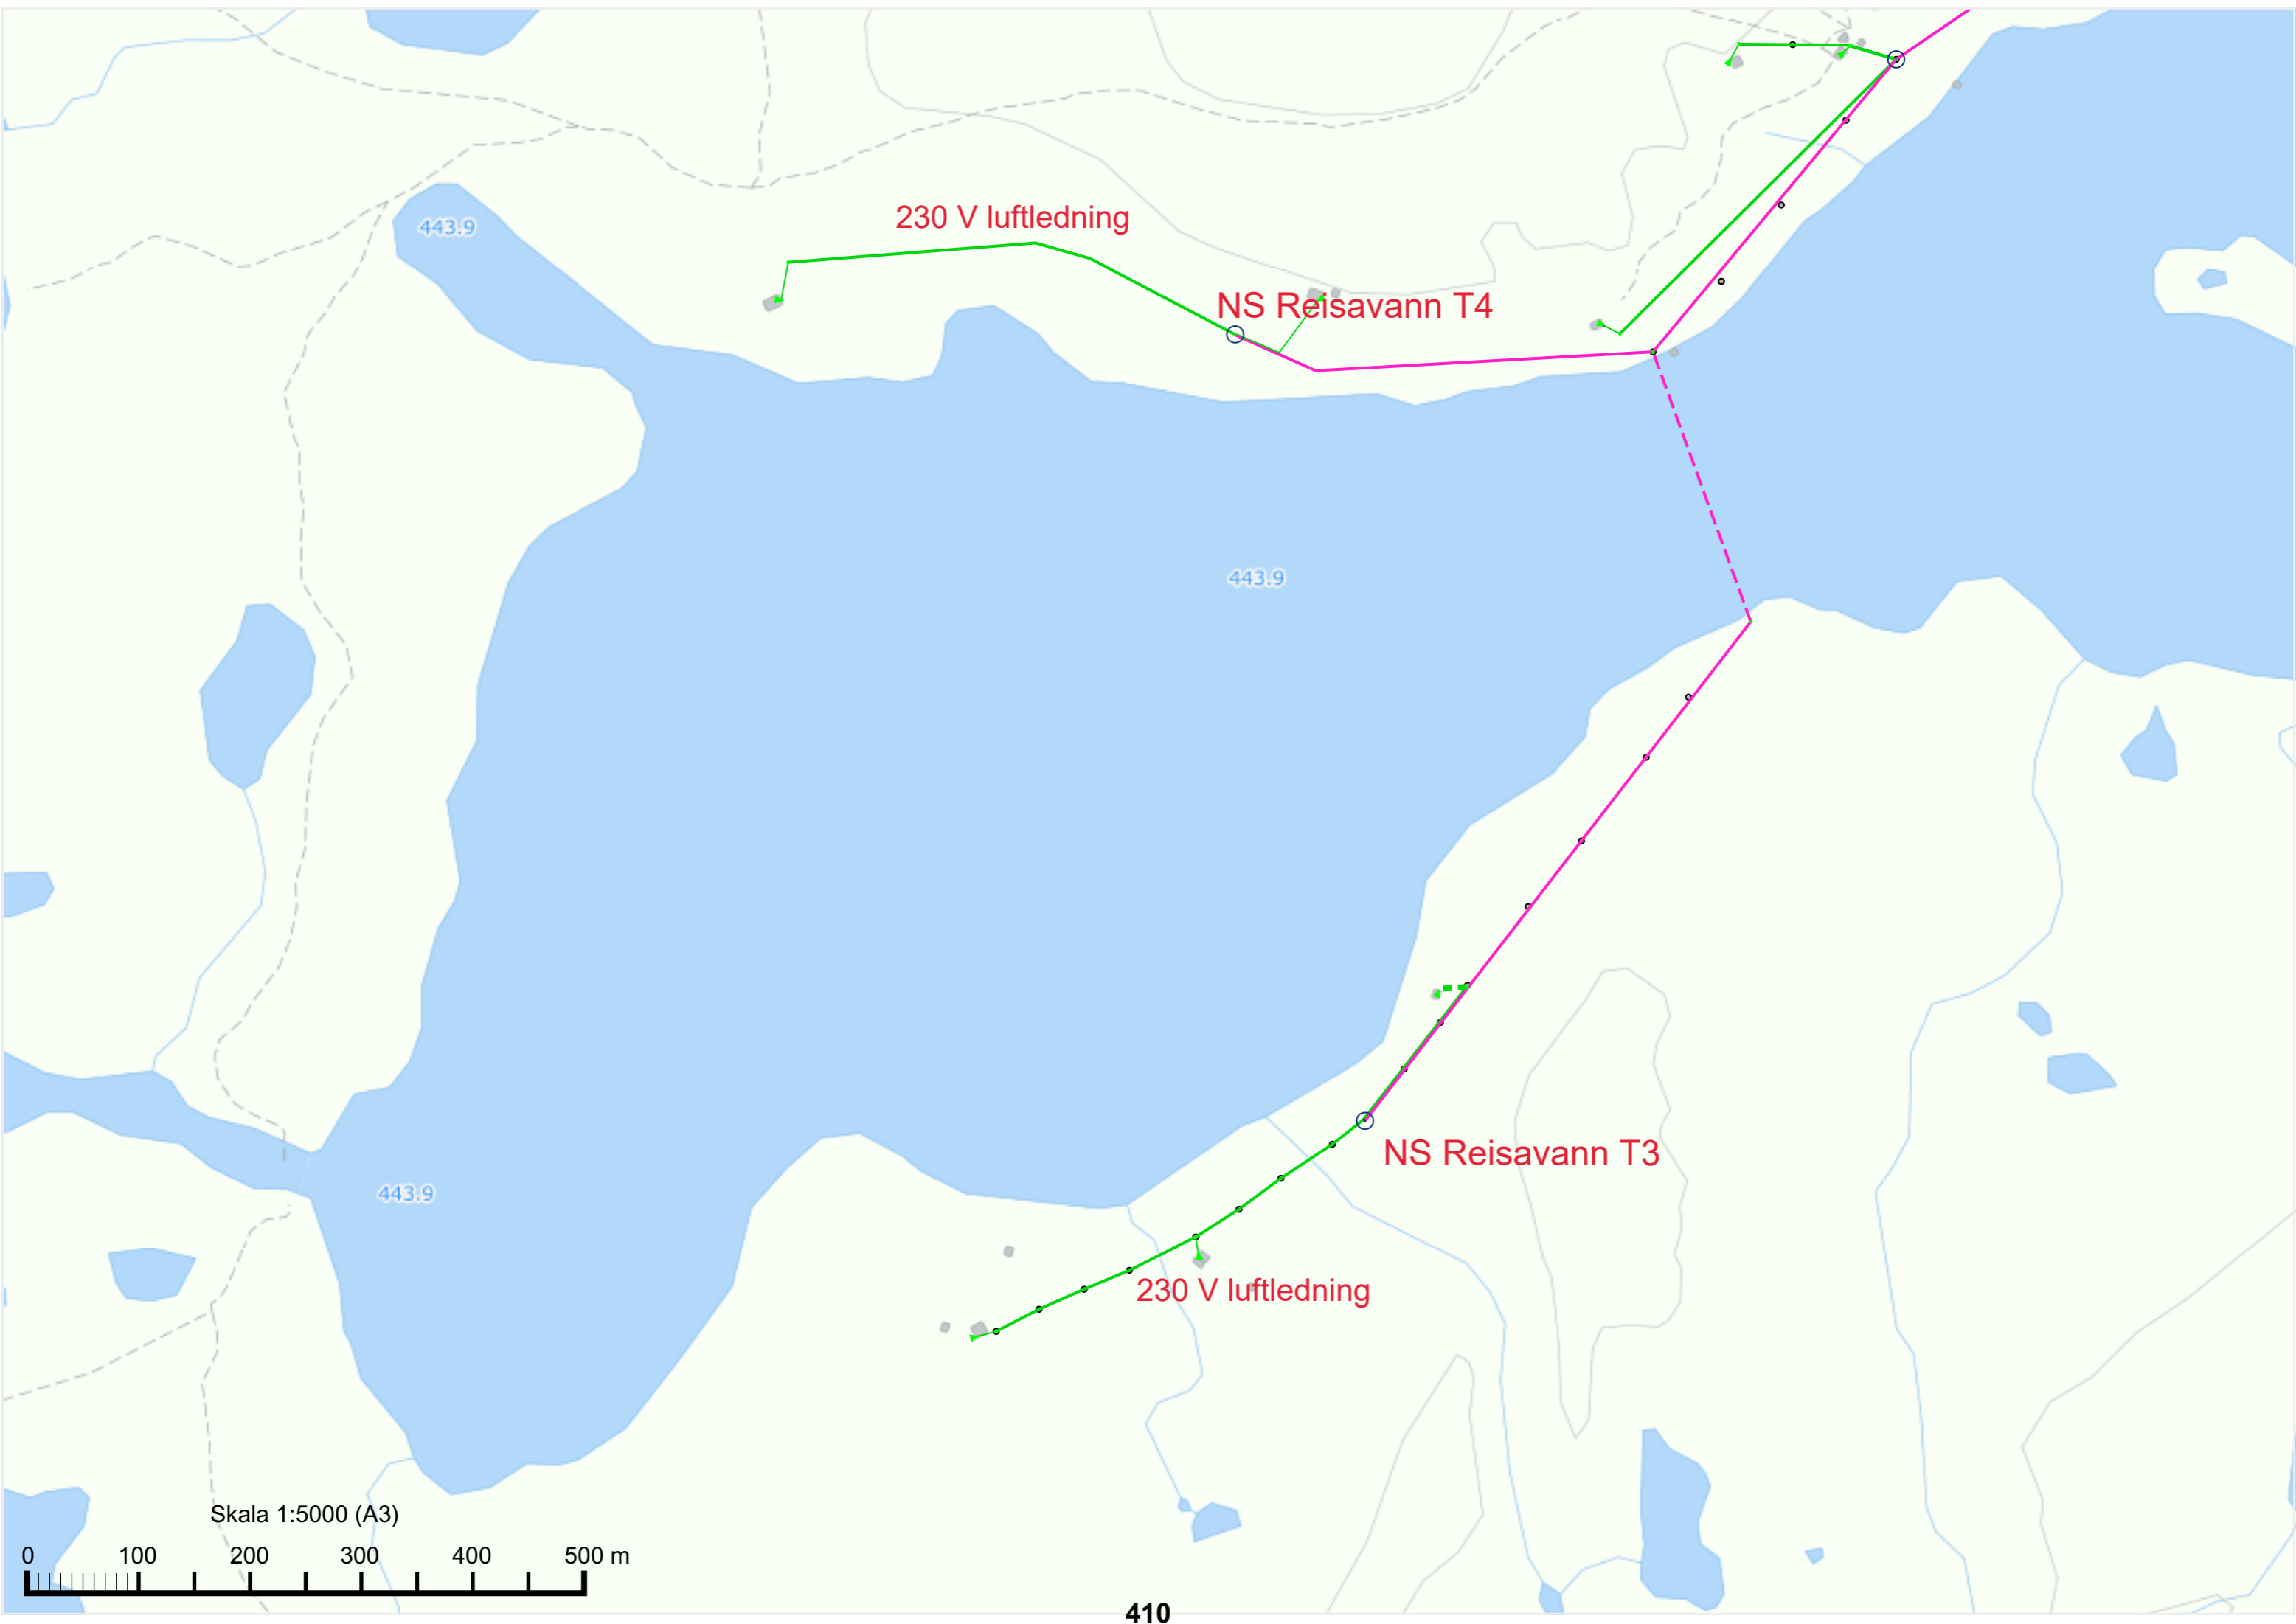 443.9
230 V luftledning
NS Reisavann T4
443.9
NS Reisavann T3
443.9
230 V luftledning
Skala 1:5000 (A3)
0 100 200 300 400 500 m
410